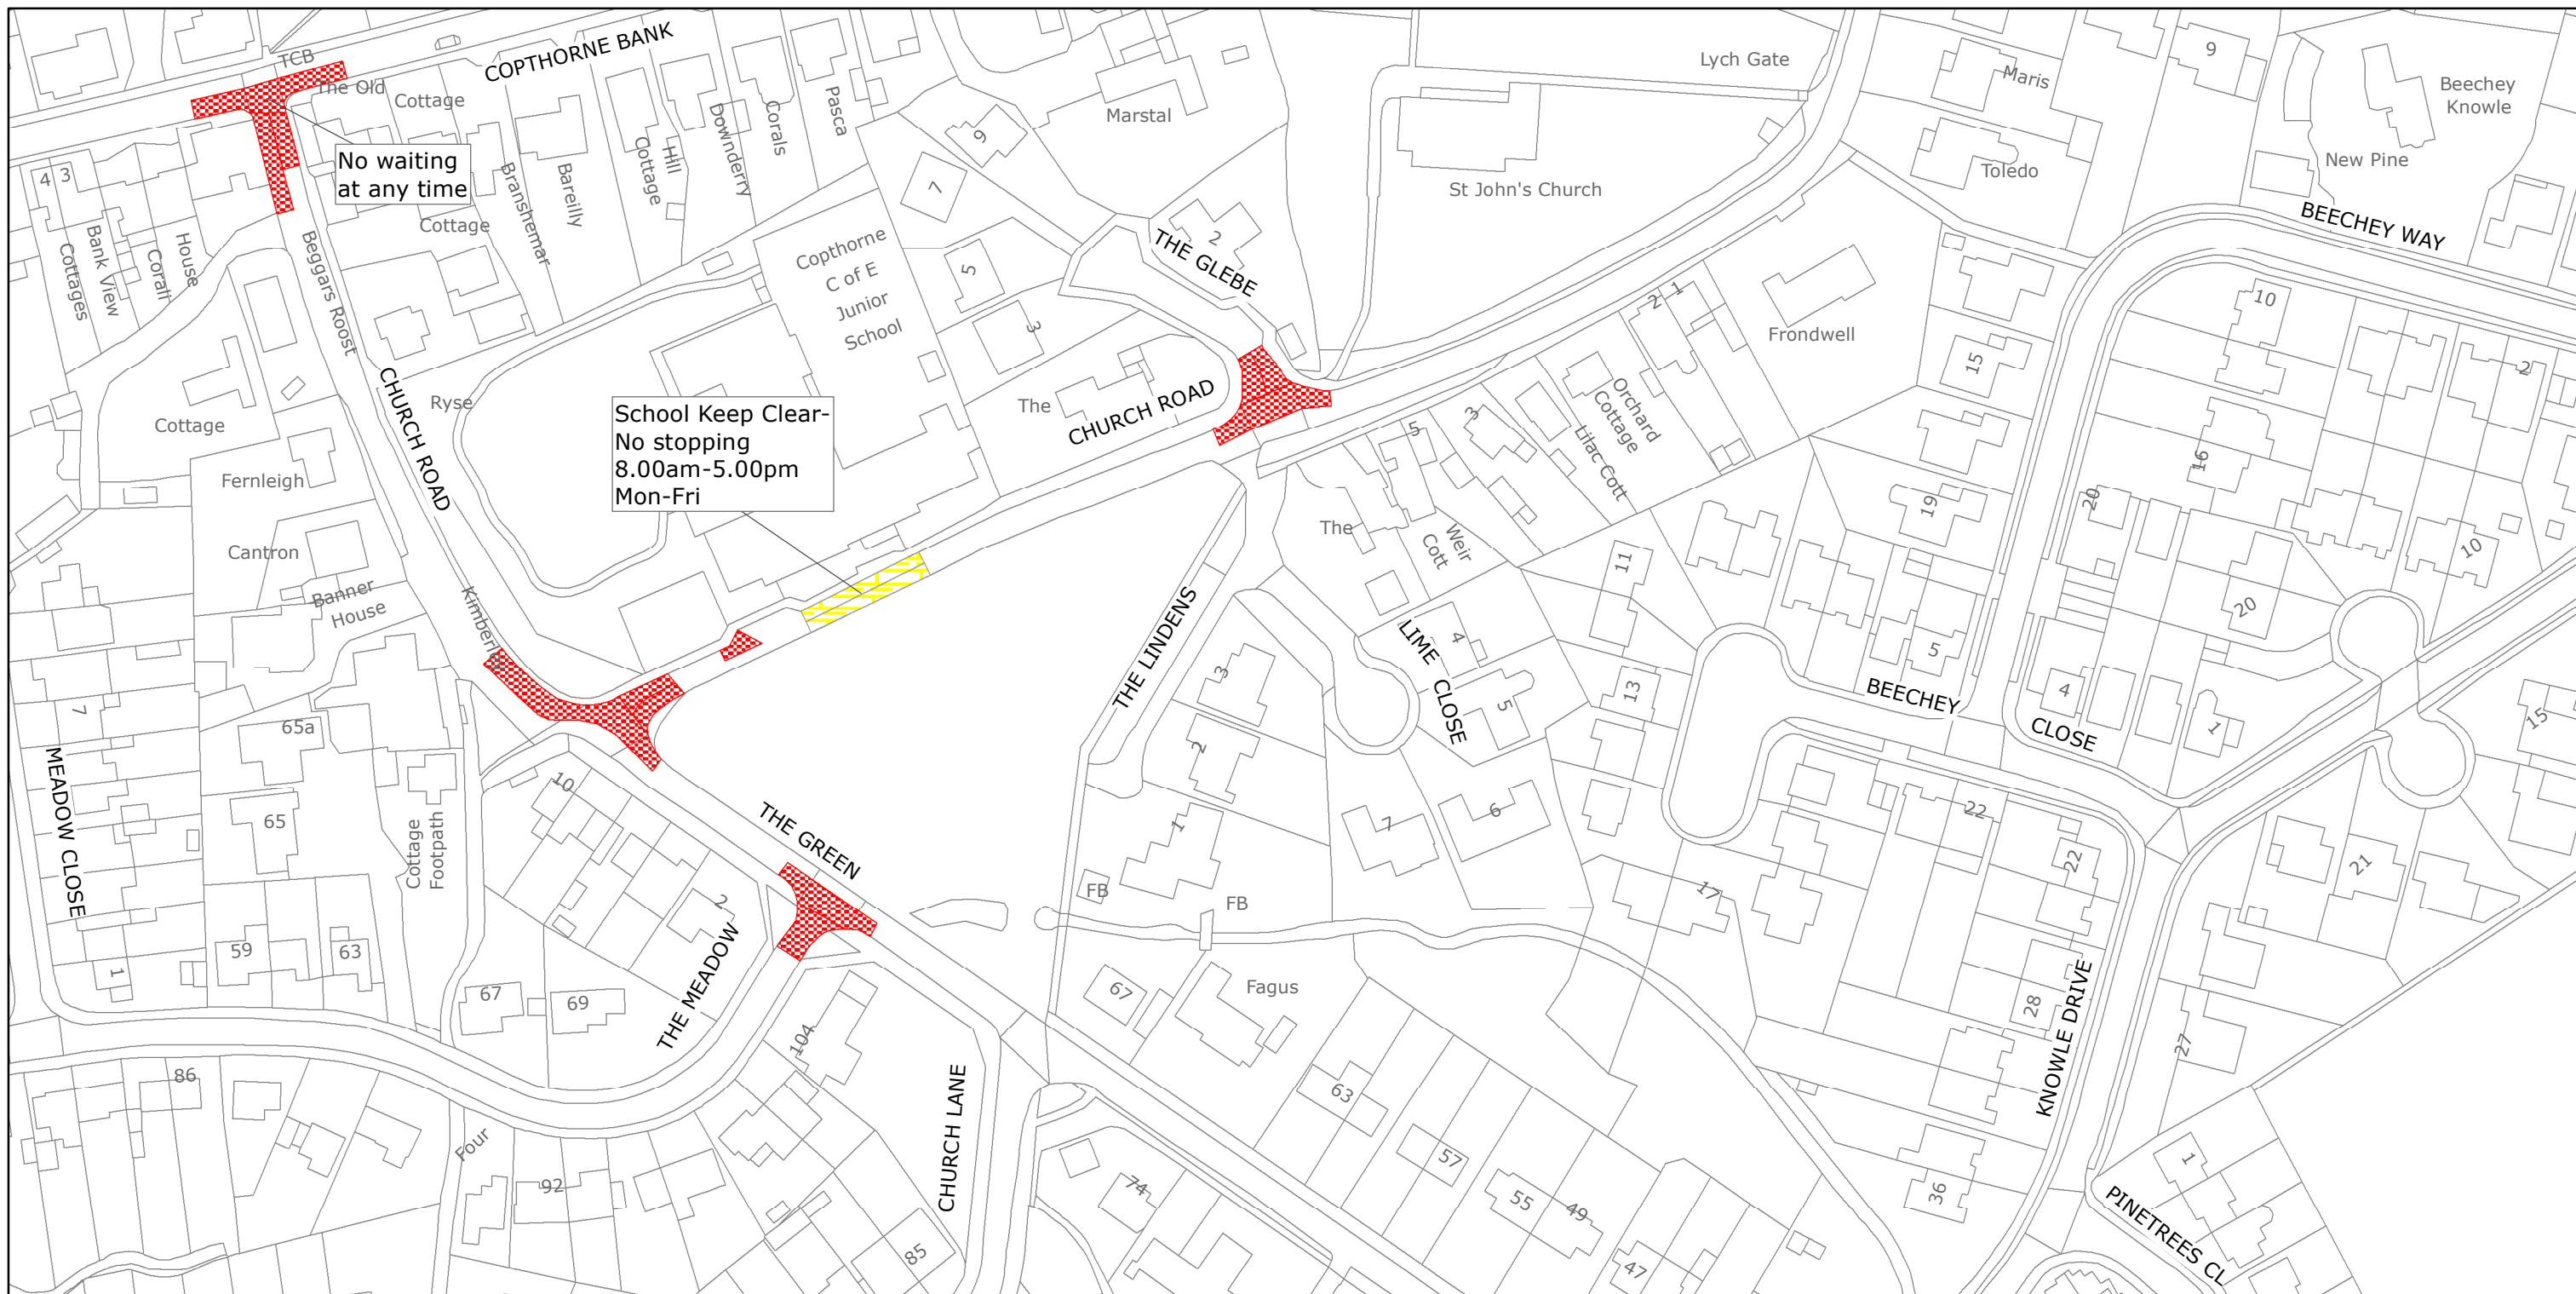 TCB
COPTHORNE BANK
The Old
Cottage
No waiting
at any time
4
3
Cottages
Bank View
Corall
House
Beggars Roost
Cottage
Branshemar
Bareilly
Hill
Cottage
Downderry
Corals
Pasca
Marstal
9
7
5
3
2
THE GLEBE
Copthorne
C of E
Junior
School
St John's Church
Lych Gate
Maris
Toledo
9
Beechey
Knowle
New Pine
BEECHEY WAY
CHURCH ROAD
Ryse
Cottage
Fernleigh
Cantron
Banner
House
School Keep Clear-
No stopping
8.00am-5.00pm
Mon-Fri
The
CHURCH ROAD
2
1
Frondwell
Orchard
Cottage
Lilac Cott
3
5
The
Weir
Cott
15
19
16
20
10
2
10
20
11
13
5
4
1
15
THE LINDENS
LIME CLOSE
4
5
3
2
1
7
6
BEECHEY
CLOSE
22
22
17
21
7
65a
65
MEADOW CLOSE
Cottage
Footpath
10
THE GREEN
2
THE MEADOW
FB
FB
59
63
1
67
69
104
67
Fagus
63
57
55
49
47
28
27
KNOWLE DRIVE
36
1
PINETREES CL
86
Four
92
85
CHURCH LANE
74